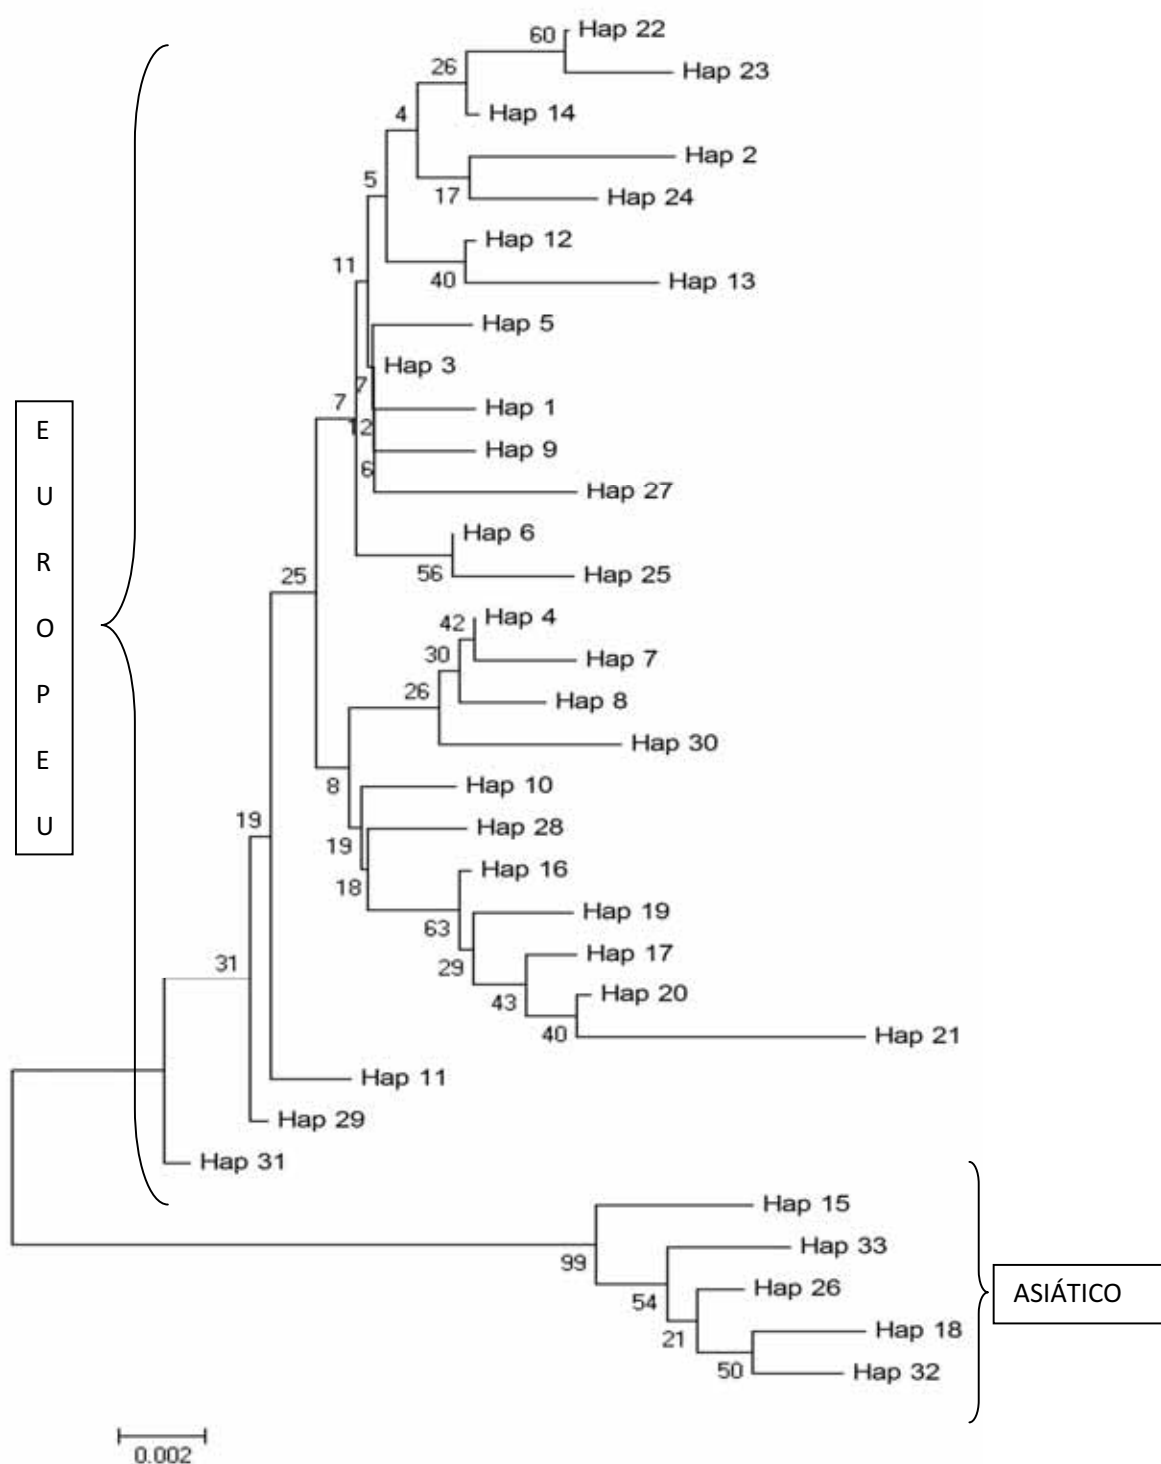 60
Hap 22
26
Hap 23
4
Hap 14
Hap 2
5
17
Hap 24
Hap 12
11
40
Hap 13
Hap 5
Hap 3
7
7
Hap 1
12
Hap 9
6
Hap 27
Hap 6
25
56
Hap 25
42
Hap 4
30
Hap 7
26
Hap 8
Hap 30
8
Hap 10
19
Hap 28
19
18
Hap 16
63
Hap 19
31
29
Hap 17
43
Hap 20
40
Hap 21
Hap 11
Hap 29
Hap 31
Hap 15
99
Hap 33
54
Hap 26
21
Hap 18
50
Hap 32
E
U
R
O
P
E
U
ASIÁTICO
0.002